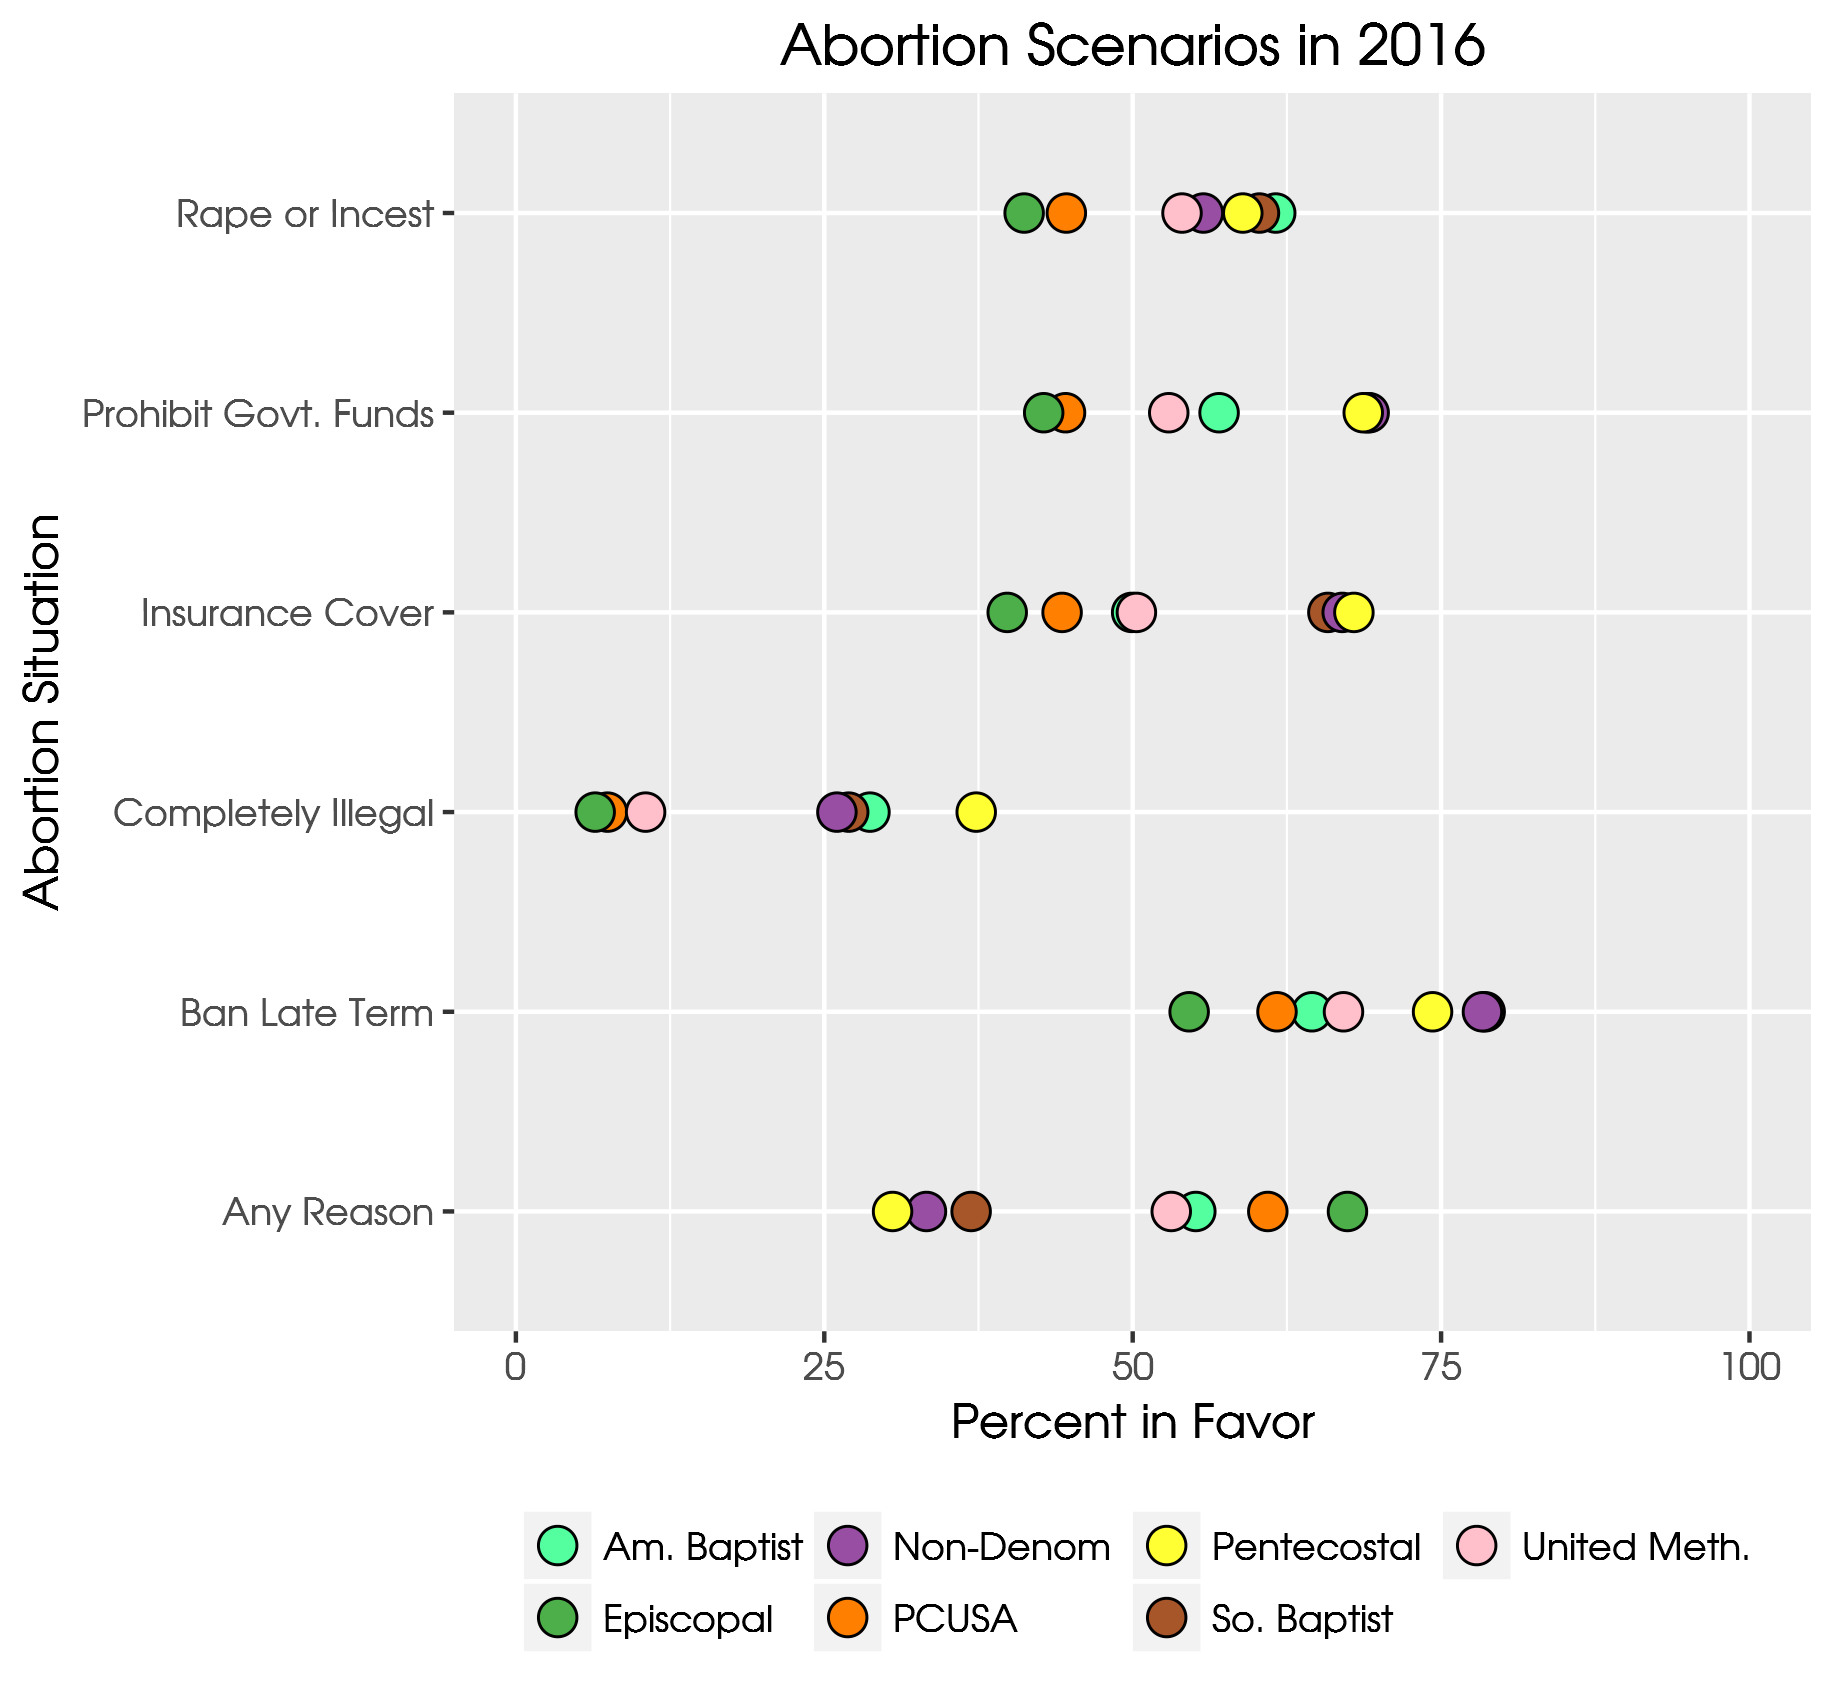 Abortion Scenarios in 2016
Abortion Situation
Rape or Incest
Prohibit Govt. Funds
Insurance Cover
Completely Illegal
Ban Late Term
Any Reason
0 25 50 75 100
Percent in Favor
Am. Baptist Non-Denom Pentecostal United Meth.
Episcopal PCUSA So. Baptist